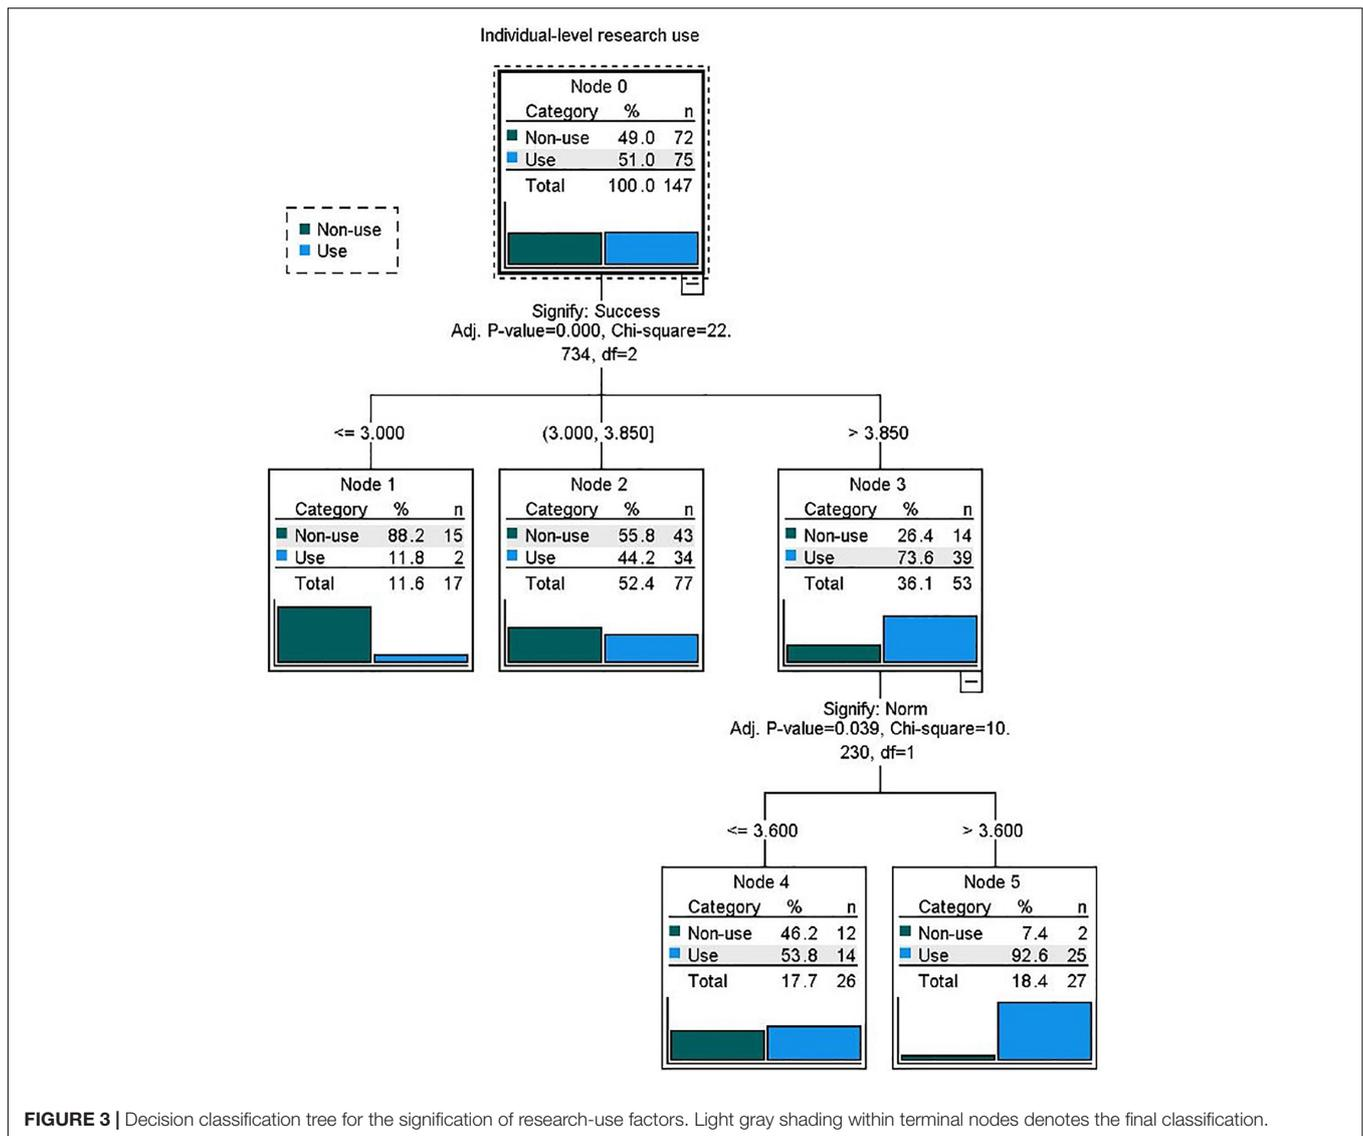 Individual-level research use
Node 0
Category % n
Non-use 49.0 72
Use 51.0 75
Total 100.0 147
Non-use
Use
Signify: Success
Adj. P-value=0.000, Chi-square=22.
734, df=2
<= 3.000
(3.000, 3.850]
> 3.850
Node 1
Category % n
Non-use 88.2 15
Use 11.8 2
Total 11.6 17
Node 2
Category % n
Non-use 55.8 43
Use 44.2 34
Total 52.4 77
Node 3
Category % n
Non-use 26.4 14
Use 73.6 39
Total 36.1 53
Signify: Norm
Adj. P-value=0.039, Chi-square=10.
230, df=1
<= 3.600
> 3.600
Node 4
Category % n
Non-use 46.2 12
Use 53.8 14
Total 17.7 26
Node 5
Category % n
Non-use 7.4 2
Use 92.6 25
Total 18.4 27
FIGURE 3 | Decision classification tree for the signification of research-use factors. Light gray shading within terminal nodes denotes the final classification.